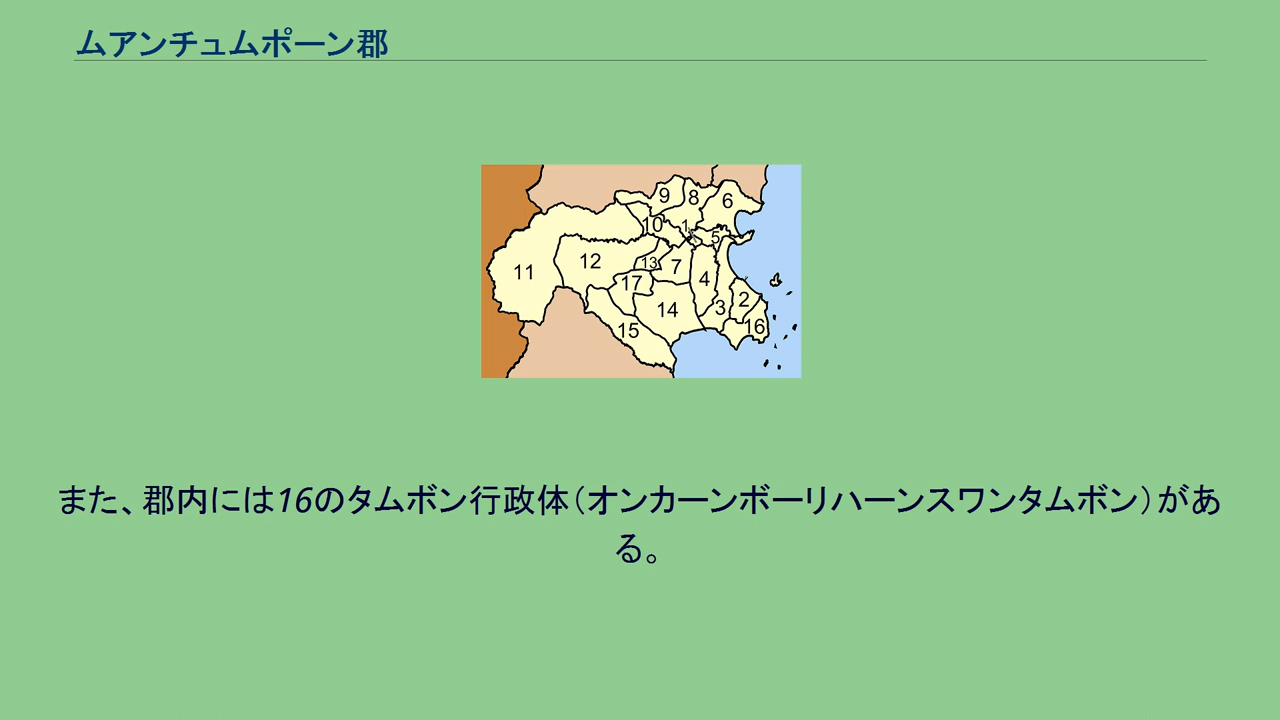 ムアンチュムポーン郡
9 8 6
10 1 5
11 12 13 7 4
17 14 3 2
15 16
また、郡内には16のタムボン行政体（オンカーンボーリハーンスワンタムボン）があ
る。